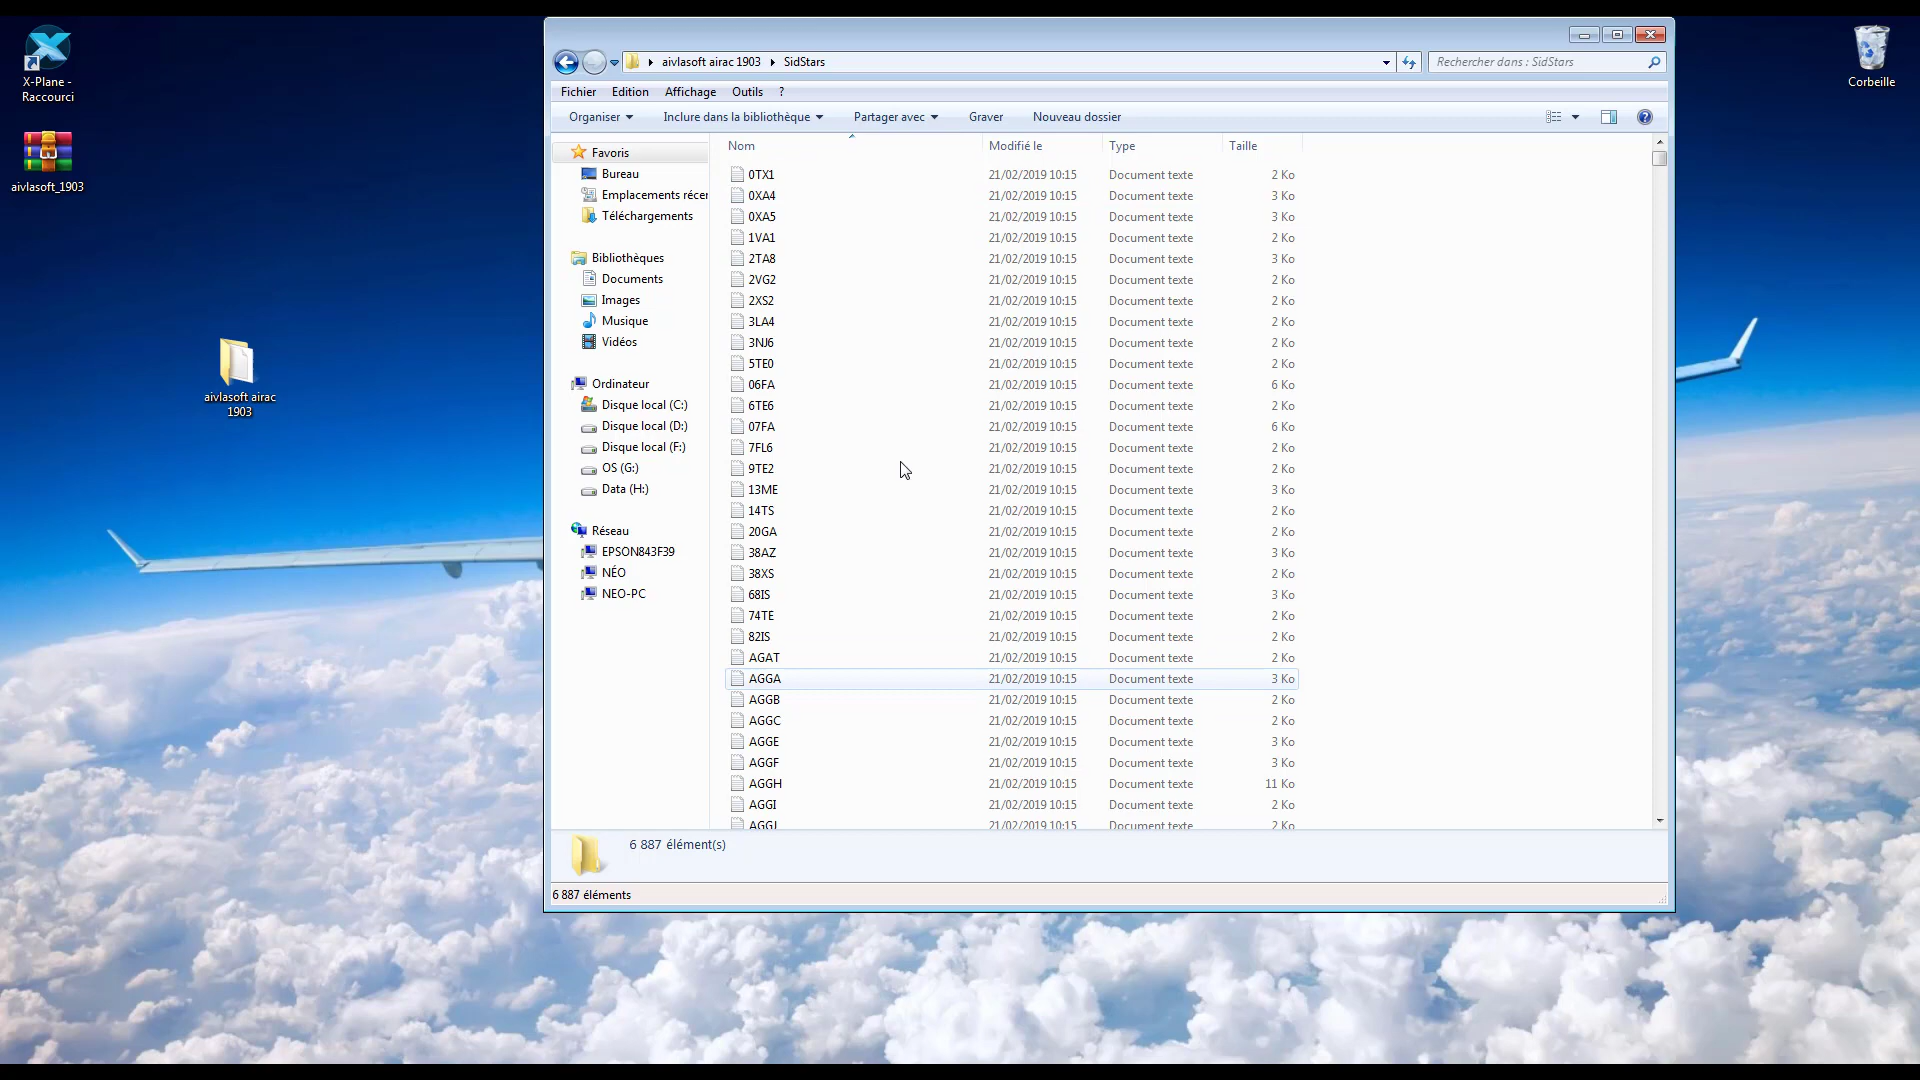 X-Plane -
Raccourci
aivlasoft_1903
aivlasoft airac
1903
Corbeille
aivlasoft airac 1903 SidStars
Rechercher dans : SidStars
Fichier Edition Affichage Outils ?
Organiser Inclure dans la bibliothèque Partager avec Graver Nouveau dossier
Favoris
Bureau
Emplacements récer
Téléchargements
Bibliothèques
Documents
Images
Musique
Vidéos
Ordinateur
Disque local (C:)
Disque local (D:)
Disque local (F:)
OS (G:)
Data (H:)
Réseau
EPSON843F39
NÉO
NEO-PC
Nom Modifié le Type Taille
0TX1 21/02/2019 10:15 Document texte 2 Ko
0XA4 21/02/2019 10:15 Document texte 3 Ko
0XA5 21/02/2019 10:15 Document texte 3 Ko
1VA1 21/02/2019 10:15 Document texte 2 Ko
2TA8 21/02/2019 10:15 Document texte 3 Ko
2VG2 21/02/2019 10:15 Document texte 2 Ko
2XS2 21/02/2019 10:15 Document texte 2 Ko
3LA4 21/02/2019 10:15 Document texte 2 Ko
3NJ6 21/02/2019 10:15 Document texte 2 Ko
5TE0 21/02/2019 10:15 Document texte 2 Ko
06FA 21/02/2019 10:15 Document texte 6 Ko
6TE6 21/02/2019 10:15 Document texte 2 Ko
07FA 21/02/2019 10:15 Document texte 6 Ko
7FL6 21/02/2019 10:15 Document texte 2 Ko
9TE2 21/02/2019 10:15 Document texte 2 Ko
13ME 21/02/2019 10:15 Document texte 3 Ko
14TS 21/02/2019 10:15 Document texte 2 Ko
20GA 21/02/2019 10:15 Document texte 2 Ko
38AZ 21/02/2019 10:15 Document texte 3 Ko
38XS 21/02/2019 10:15 Document texte 2 Ko
68IS 21/02/2019 10:15 Document texte 3 Ko
74TE 21/02/2019 10:15 Document texte 2 Ko
82IS 21/02/2019 10:15 Document texte 2 Ko
AGAT 21/02/2019 10:15 Document texte 2 Ko
AGGA 21/02/2019 10:15 Document texte 3 Ko
AGGB 21/02/2019 10:15 Document texte 2 Ko
AGGC 21/02/2019 10:15 Document texte 2 Ko
AGGE 21/02/2019 10:15 Document texte 3 Ko
AGGF 21/02/2019 10:15 Document texte 3 Ko
AGGH 21/02/2019 10:15 Document texte 11 Ko
AGGI 21/02/2019 10:15 Document texte 2 Ko
AGGJ 21/02/2019 10:15 Document texte 2 Ko
6 887 élément(s)
6 887 éléments